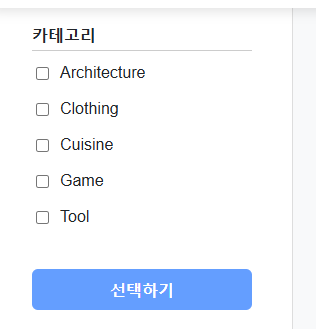 카테고리
Architecture
Clothing
Cuisine
Game
Tool
선택하기